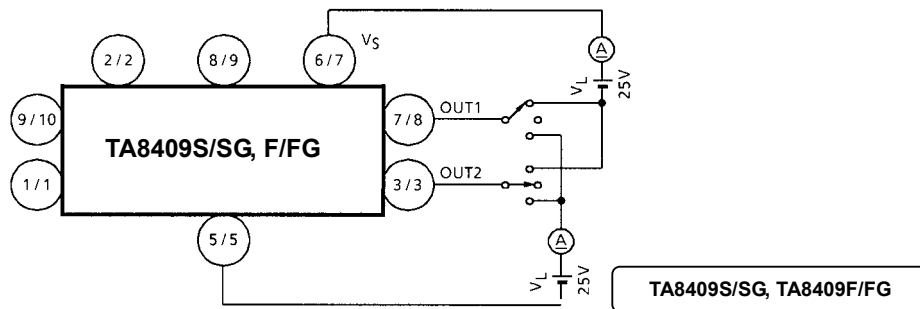 2 / 2
8 / 9
6 / 7
VS
A
VL
25V
9 / 10
7 / 8
OUT1
TA8409S/SG, F/FG
1 / 1
3 / 3
OUT2
5 / 5
A
VL
25V
TA8409S/SG, TA8409F/FG